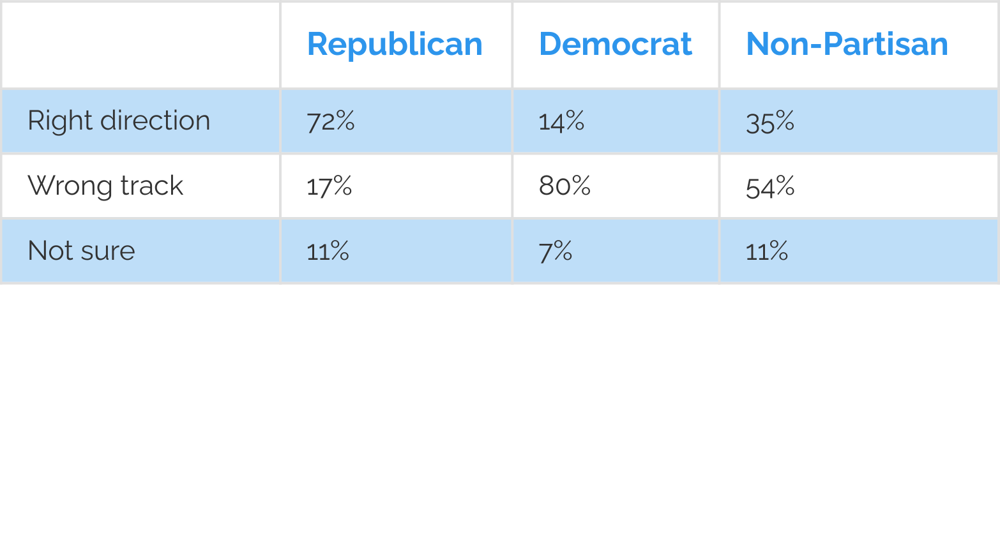 Republican Democrat Non-Partisan
Right direction 72% 14% 35%
Wrong track 17% 80% 54%
Not sure 11% 7% 11%